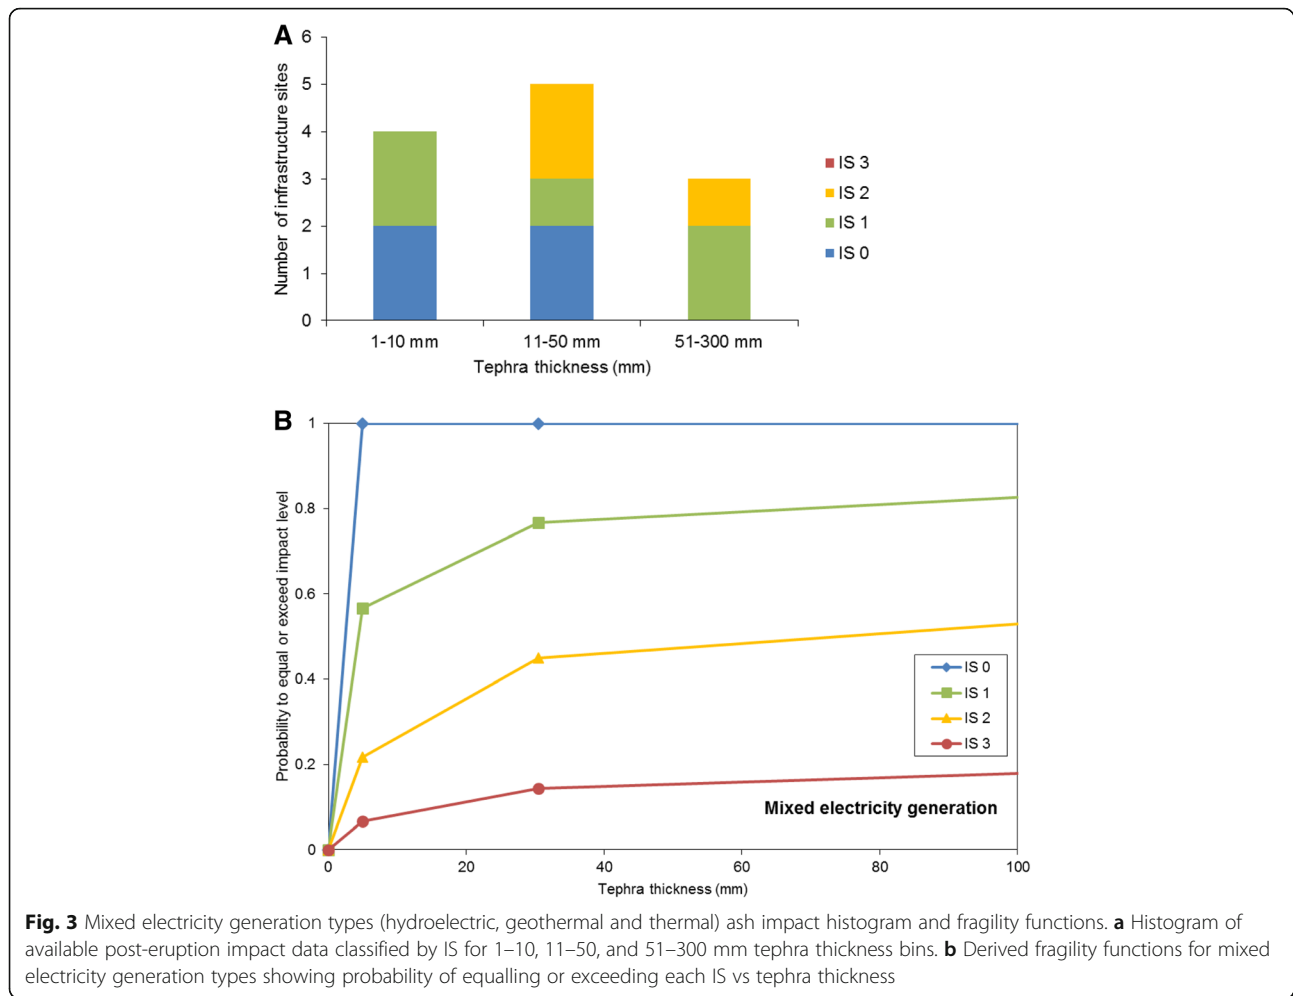 A
6
5
4
3
2
1
0
Number of infrastructure sites
1-10 mm
11-50 mm
51-300 mm
Tephra thickness (mm)
IS 3
IS 2
IS 1
IS 0
B
1
0.8
0.6
0.4
0.2
0
Probability to equal or exceed impact level
IS 0
IS 1
IS 2
IS 3
Mixed electricity generation
0
20
40
60
80
100
Tephra thickness (mm)
Fig. 3 Mixed electricity generation types (hydroelectric, geothermal and thermal) ash impact histogram and fragility functions. a Histogram of
available post-eruption impact data classified by IS for 1–10, 11–50, and 51–300 mm tephra thickness bins. b Derived fragility functions for mixed
electricity generation types showing probability of equalling or exceeding each IS vs tephra thickness